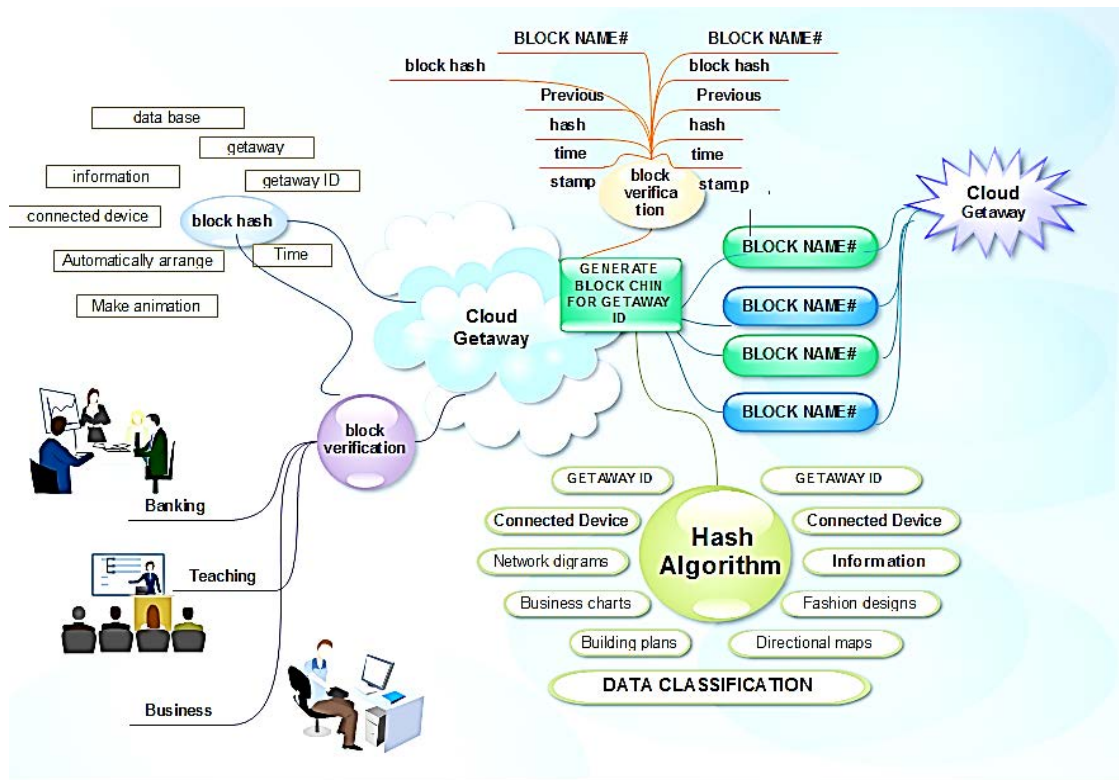 BLOCK NAME#
BLOCK NAME#
block hash
block hash
Previous
Previous
hash
hash
time
time
stamp
stamp
block
verifica
tion
data base
getaway
information
getaway ID
connected device
block hash
Automatically arrange
Time
Make animation
Cloud
Getaway
GENERATE
BLOCK CHIN
FOR GETAWAY
ID
BLOCK NAME#
BLOCK NAME#
BLOCK NAME#
BLOCK NAME#
Cloud
Getaway
block
verification
Banking
Teaching
Business
GETAWAY ID
GETAWAY ID
Connected Device
Connected Device
Hash
Algorithm
Network digrams
Information
Business charts
Fashion designs
Building plans
Directional maps
DATA CLASSIFICATION